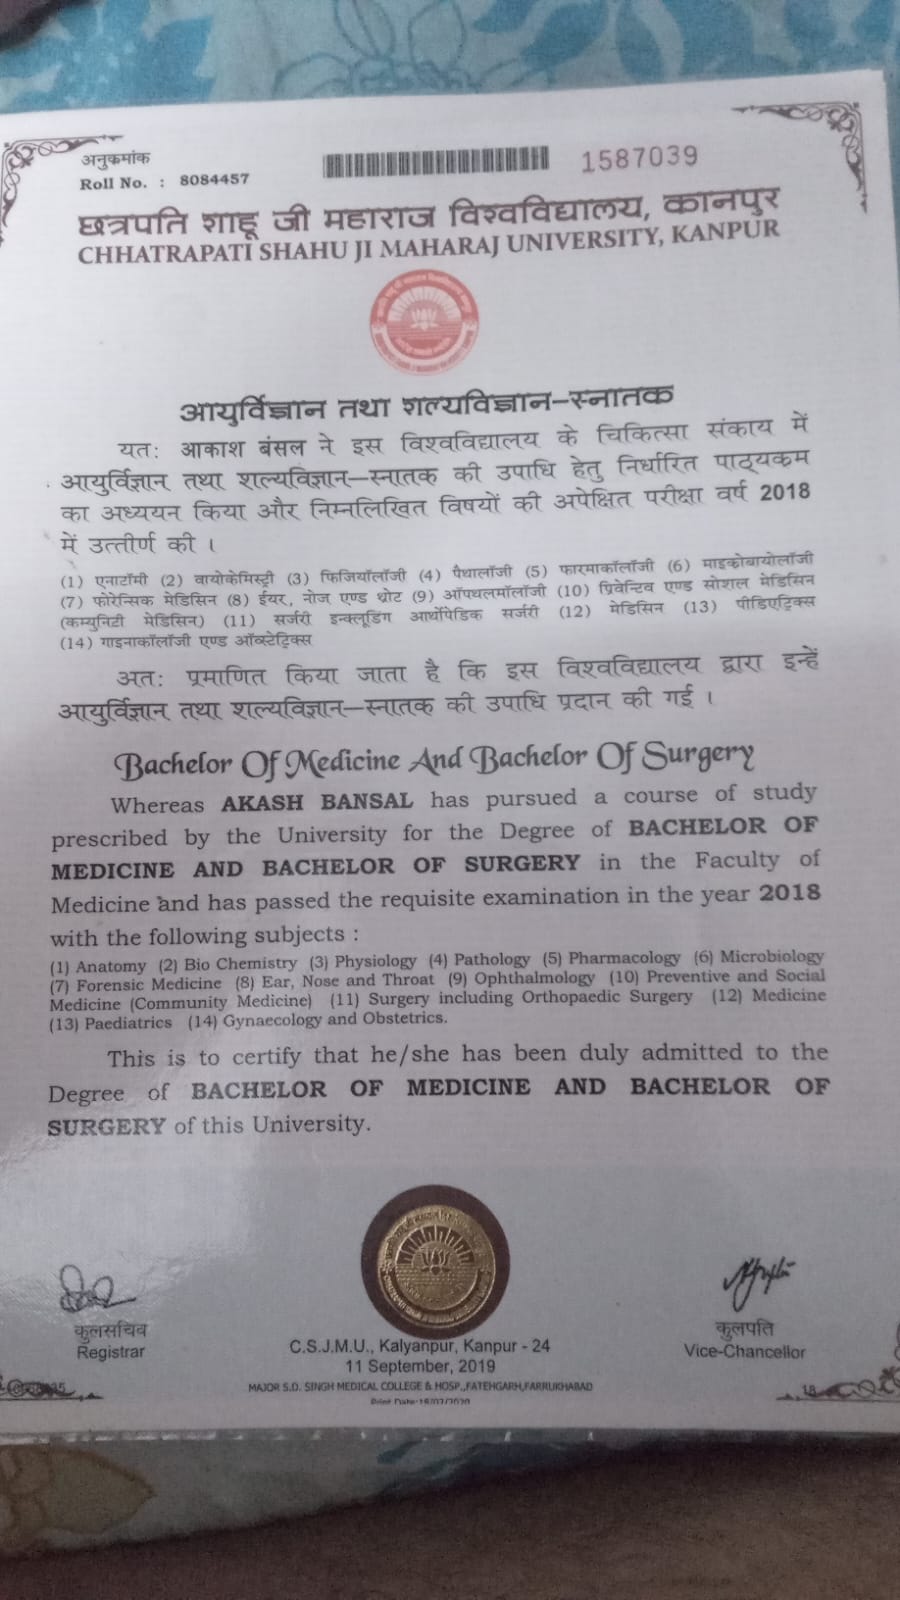 अनुक्रमांक
Roll No. : 8084457
1587039
छत्रपति शाहू जी महाराज विश्वविद्यालय, कानपुर
CHHATRAPATI SHAHU JI MAHARAJ UNIVERSITY, KANPUR
आयुर्विज्ञान तथा शल्यविज्ञान–स्नातक
यतः आकाश बंसल ने इस विश्वविद्यालय के चिकित्सा संकाय में
आयुर्विज्ञान तथा शल्यविज्ञान–स्नातक की उपाधि हेतु निर्धारित पाठ्यकम
का अध्ययन किया और निम्नलिखित विषयों की अपेक्षित परीक्षा वर्ष 2018
में उत्तीर्ण की ।
(1) एनाटॉमी (2) वायोकेमिस्ट्री (3) फिजियॉलॉजी (4) पैथालॉजी (5) फारमाकॉलॉजी (6) माइकोबायोलॉजी
(7) फोरेन्सिक मेडिसिन (8) ईयर, नोज एण्ड थ्रोट (9) ऑपथलमॉलॉजी (10) प्रिवेन्टिव एण्ड सोशल मेडिसिन
(कम्युनिटी मेडिसिन) (11) सर्जरी इन्क्लूडिंग आर्थोपेडिक सर्जरी (12) मेडिसिन (13) पीडिएट्रिक्स
(14) गाइनाकॉलॉजी एण्ड ऑव्स्टेट्रिक्स
अतः प्रमाणित किया जाता है कि इस विश्वविद्यालय द्वारा इन्हें
आयुर्विज्ञान तथा शल्यविज्ञान–स्नातक की उपाधि प्रदान की गई ।
Bachelor Of Medicine And Bachelor Of Surgery
Whereas AKASH BANSAL has pursued a course of study
prescribed by the University for the Degree of BACHELOR OF
MEDICINE AND BACHELOR OF SURGERY in the Faculty of
Medicine and has passed the requisite examination in the year 2018
with the following subjects :
(1) Anatomy (2) Bio Chemistry (3) Physiology (4) Pathology (5) Pharmacology (6) Microbiology
(7) Forensic Medicine (8) Ear, Nose and Throat (9) Ophthalmology (10) Preventive and Social
Medicine (Community Medicine) (11) Surgery including Orthopaedic Surgery (12) Medicine
(13) Paediatrics (14) Gynaecology and Obstetrics.
This is to certify that he/she has been duly admitted to the
Degree of BACHELOR OF MEDICINE AND BACHELOR OF
SURGERY of this University.
कुलसचिव
Registrar
कुलपति
Vice-Chancellor
C.S.J.M.U., Kalyanpur, Kanpur - 24
11 September, 2019
MAJOR S.D. SINGH MEDICAL COLLEGE & HOSP.,FATEHGARH,FARRUKHABAD
Print Date:
18